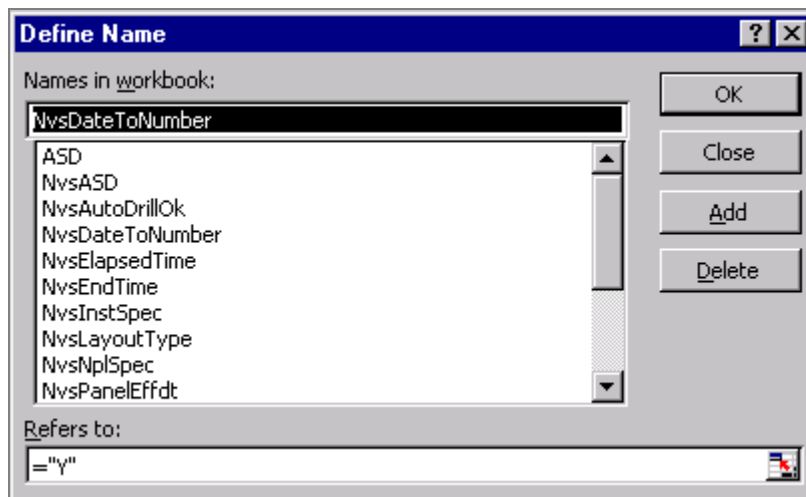 Define Name
Names in workbook:
OK
NvsDateToNumber
Close
ASD
NvsASD
NvsAutoDrillOk
Add
NvsDateToNumber
NvsElapsedTime
Delete
NvsEndTime
NvsInstSpec
NvsLayoutType
NvsNplSpec
NvsPanelEffdt
Refers to:
="Y"